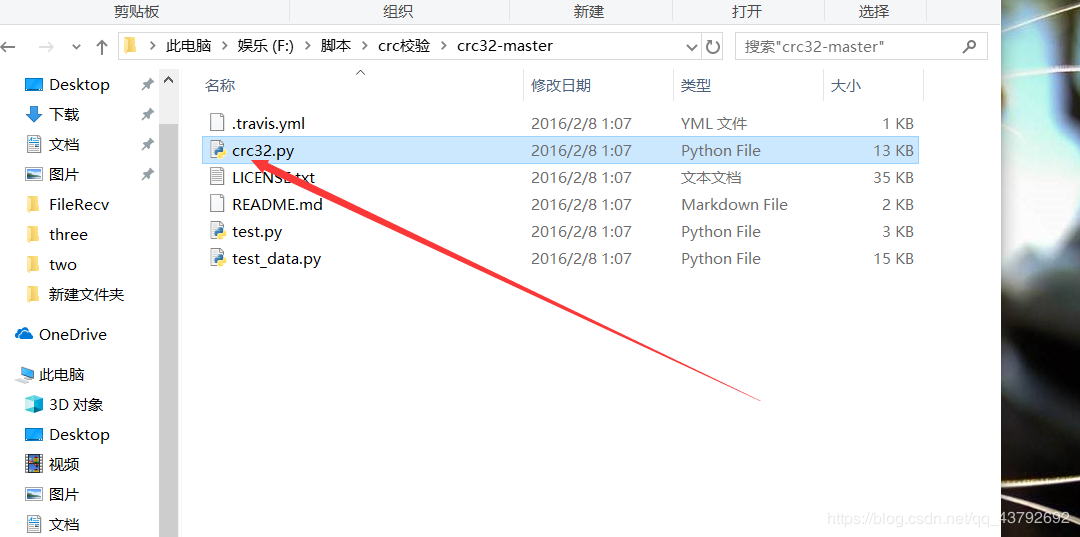 剪贴板 组织 新建 打开 选择
此电脑 娱乐 (F:) 脚本 crc校验 crc32-master 搜索"crc32-master"
名称 修改日期 类型 大小
.travis.yml 2016/2/8 1:07 YML 文件 1 KB
crc32.py 2016/2/8 1:07 Python File 13 KB
LICENSE.txt 2016/2/8 1:07 文本文档 35 KB
README.md 2016/2/8 1:07 Markdown File 2 KB
test.py 2016/2/8 1:07 Python File 3 KB
test_data.py 2016/2/8 1:07 Python File 15 KB
Desktop
下载
文档
图片
FileRecv
three
two
新建文件夹
OneDrive
此电脑
3D 对象
Desktop
视频
图片
文档
https://blog.csdn.net/qq_43792692